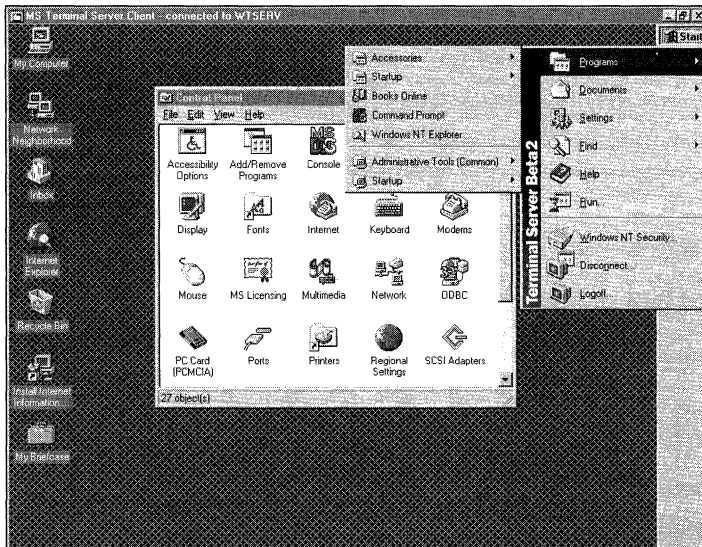 MS Terminal Server Client - connected to WTSERV
Start
My Computer
Network
Neighborhood
Inbox
Internet
Explorer
Recycle Bin
Install Internet
Information
My Briefcase
Control Panel
File Edit View Help
Accessibility
Options
Add/Remove
Programs
Console
Display
Fonts
Internet
Keyboard
Modems
Mouse
MS Licensing
Multimedia
Network
ODBC
PC Card
(PCMCIA)
Ports
Printers
Regional
Settings
SCSI Adapters
27 object(s)
Accessories
Startup
Books Online
Command Prompt
Windows NT Explorer
Administrative Tools (Common)
Startup
Terminal Server Beta2
Programs
Documents
Settings
Find
Help
Run...
Windows NT Security...
Disconnect
Logoff